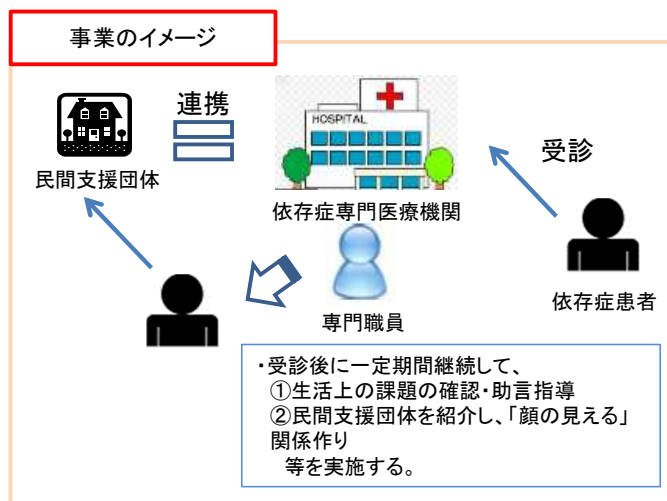 事業のイメージ
連携
HOSPITAL
受診
民間支援団体
依存症専門医療機関
依存症患者
専門職員
・受診後に一定期間継続して、
①生活上の課題の確認・助言指導
②民間支援団体を紹介し、「顔の見える」
関係作り
等を実施する。